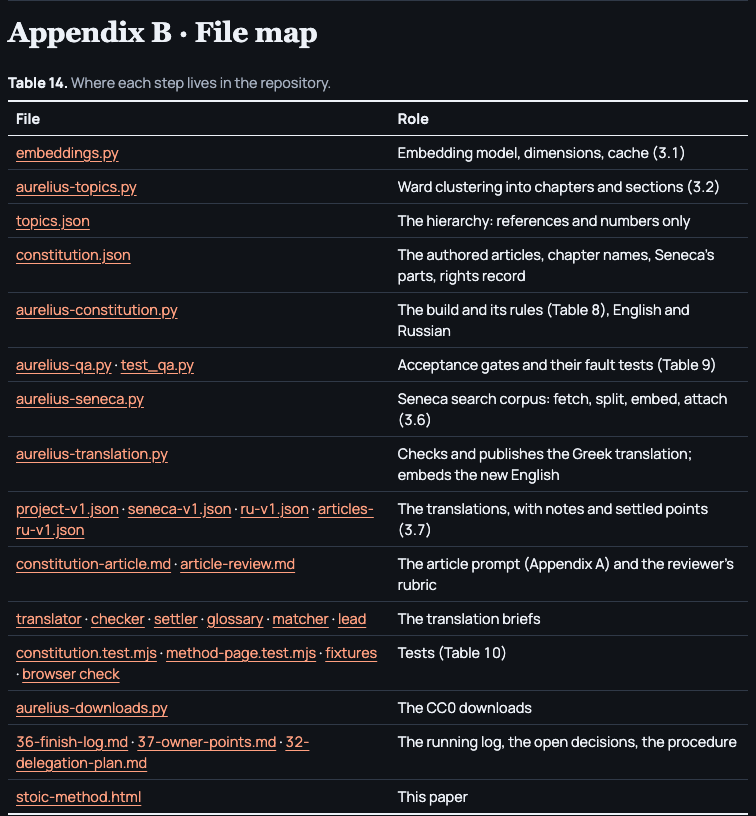 Appendix B · File map
Table 14. Where each step lives in the repository.
File Role
embeddings.py Embedding model, dimensions, cache (3.1)
aurelius-topics.py Ward clustering into chapters and sections (3.2)
topics.json The hierarchy: references and numbers only
constitution.json The authored articles, chapter names, Seneca's
parts, rights record
aurelius-constitution.py The build and its rules (Table 8), English and
Russian
aurelius-qa.py · test_qa.py Acceptance gates and their fault tests (Table 9)
aurelius-seneca.py Seneca search corpus: fetch, split, embed, attach
(3.6)
aurelius-translation.py Checks and publishes the Greek translation;
embeds the new English
project-v1.json · seneca-v1.json · ru-v1.json · articles- The translations, with notes and settled points
ru-v1.json (3.7)
constitution-article.md · article-review.md The article prompt (Appendix A) and the reviewer's
rubric
translator · checker · settler · glossary · matcher · lead The translation briefs
constitution.test.mjs · method-page.test.mjs · fixtures Tests (Table 10)
· browser check
aurelius-downloads.py The CC0 downloads
36-finish-log.md · 37-owner-points.md · 32- The running log, the open decisions, the procedure
delegation-plan.md
stoic-method.html This paper